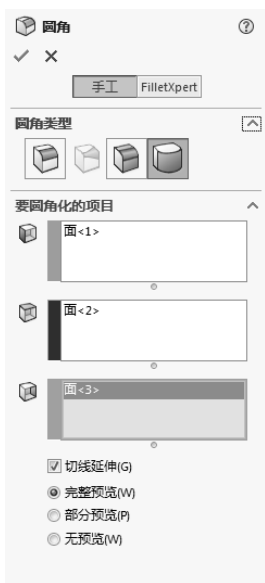 圆角
手工 FilletXpert
圆角类型
要圆角化的项目
面<1>
面<2>
面<3>
切线延伸(G)
完整预览(W)
部分预览(P)
无预览(W)